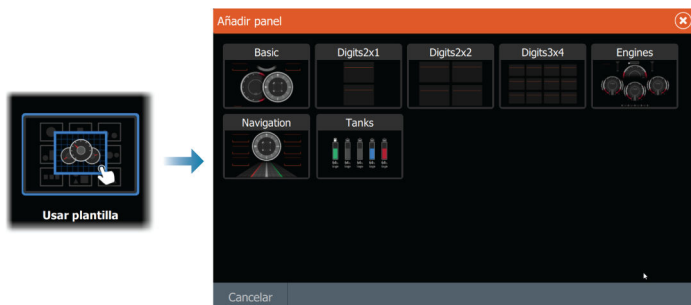 Añadir panel
Basic
Digits2x1
Digits2x2
Digits3x4
Engines
Navigation
Tanks
Usar plantilla
Cancelar